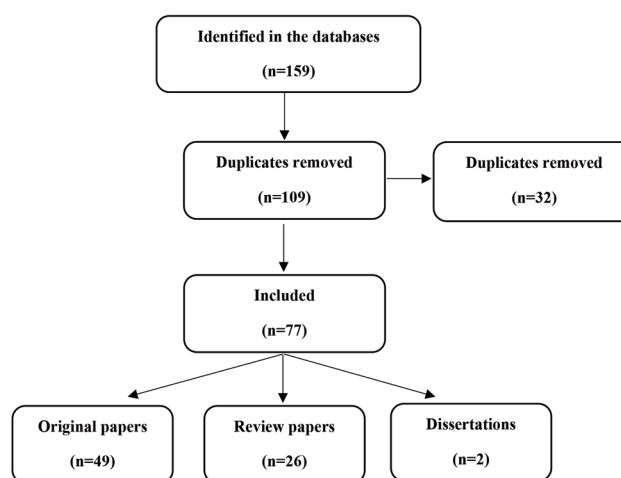 Identified in the databases
(n=159)
Duplicates removed
(n=109)
Duplicates removed
(n=32)
Included
(n=77)
Original papers
(n=49)
Review papers
(n=26)
Dissertations
(n=2)